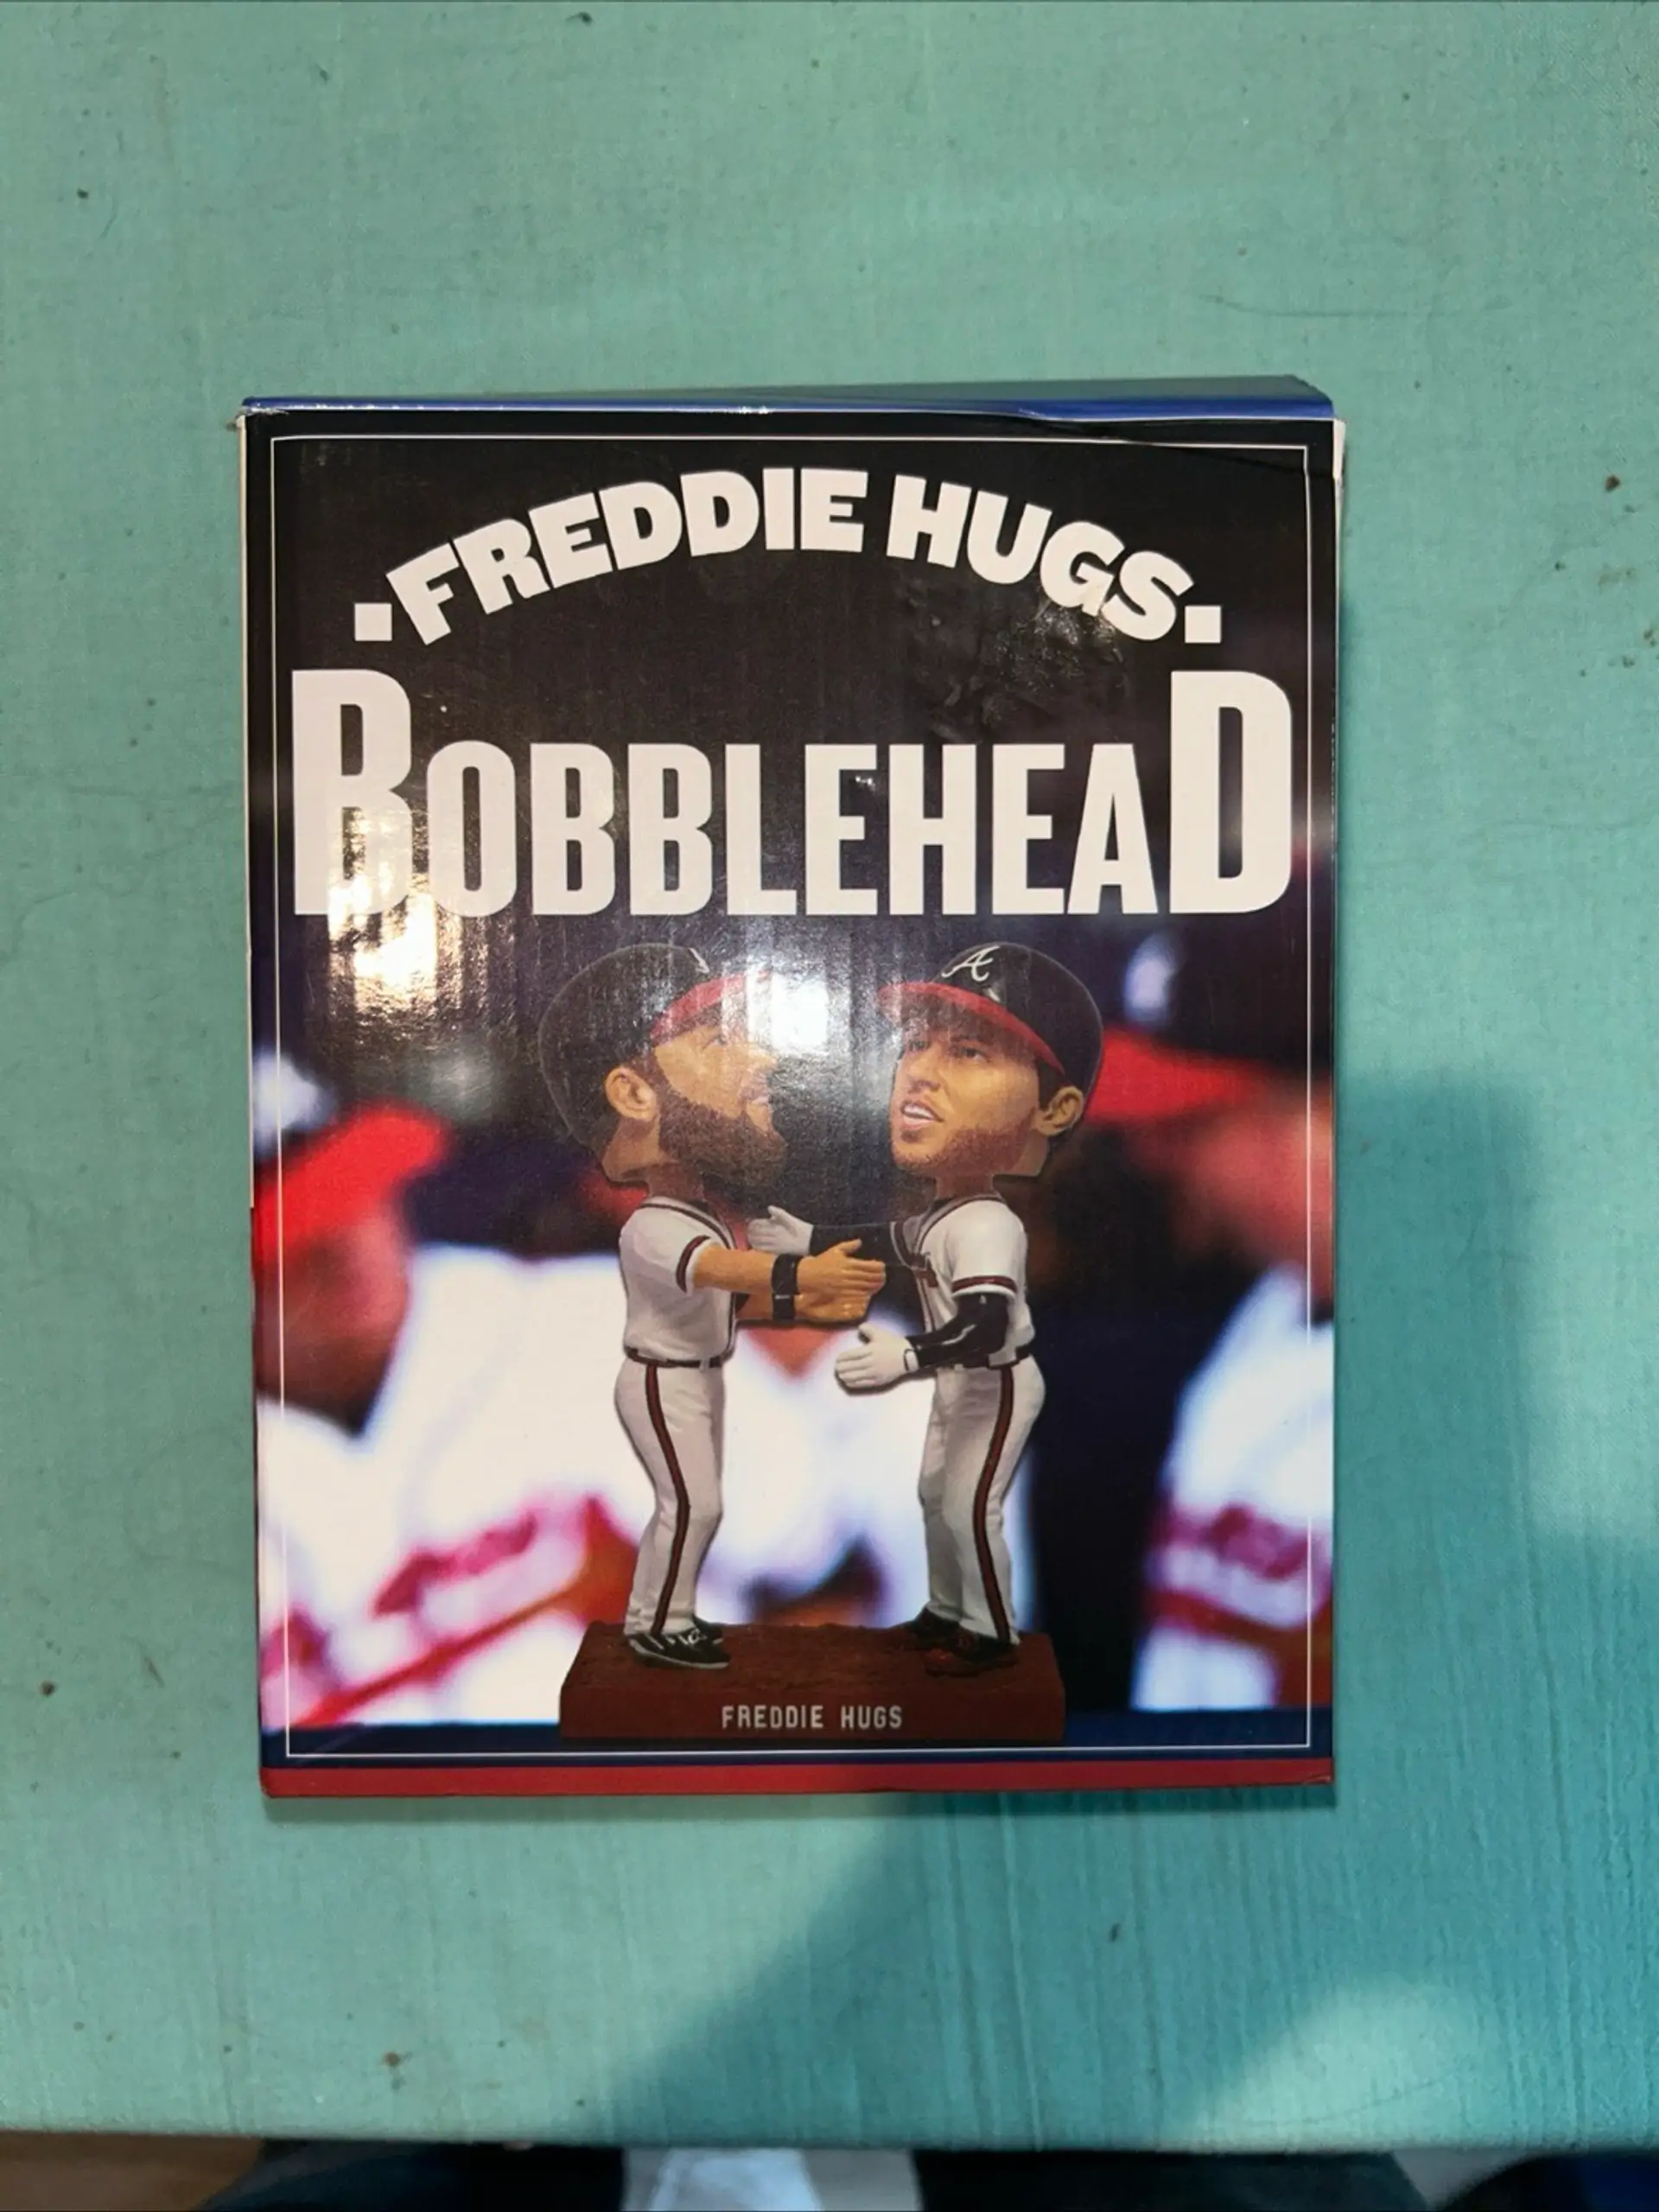 ·FREDDIE HUGS·
BOBBLEHEAD
A
FREDDIE HUGS